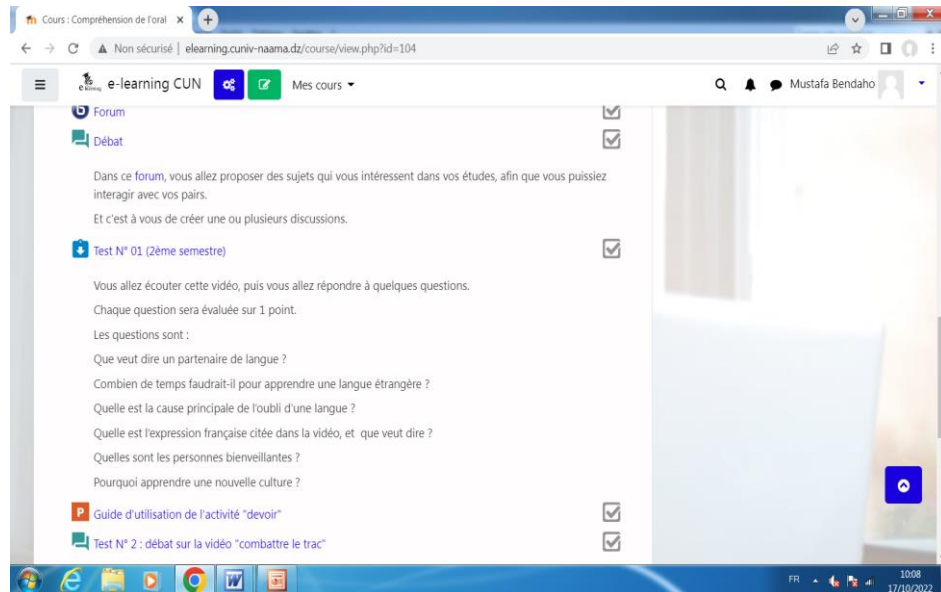 Cours : Compréhension de l'oral
Non sécurisé | elearning.cuniv-naama.dz/course/view.php?id=104
e-learning CUN Mes cours Mustafa Bendaho
Forum
Débat
Dans ce forum, vous allez proposer des sujets qui vous intéressent dans vos études, afin que vous puissiez
interagir avec vos pairs.
Et c'est à vous de créer une ou plusieurs discussions.
Test N° 01 (2ème semestre)
Vous allez écouter cette vidéo, puis vous allez répondre à quelques questions.
Chaque question sera évaluée sur 1 point.
Les questions sont :
Que veut dire un partenaire de langue ?
Combien de temps faudrait-il pour apprendre une langue étrangère ?
Quelle est la cause principale de l'oubli d'une langue ?
Quelle est l'expression française citée dans la vidéo, et que veut dire ?
Quelles sont les personnes bienveillantes ?
Pourquoi apprendre une nouvelle culture ?
P Guide d'utilisation de l'activité "devoir"
Test N° 2 : débat sur la vidéo "combattre le trac"
FR 10:08
17/10/2022